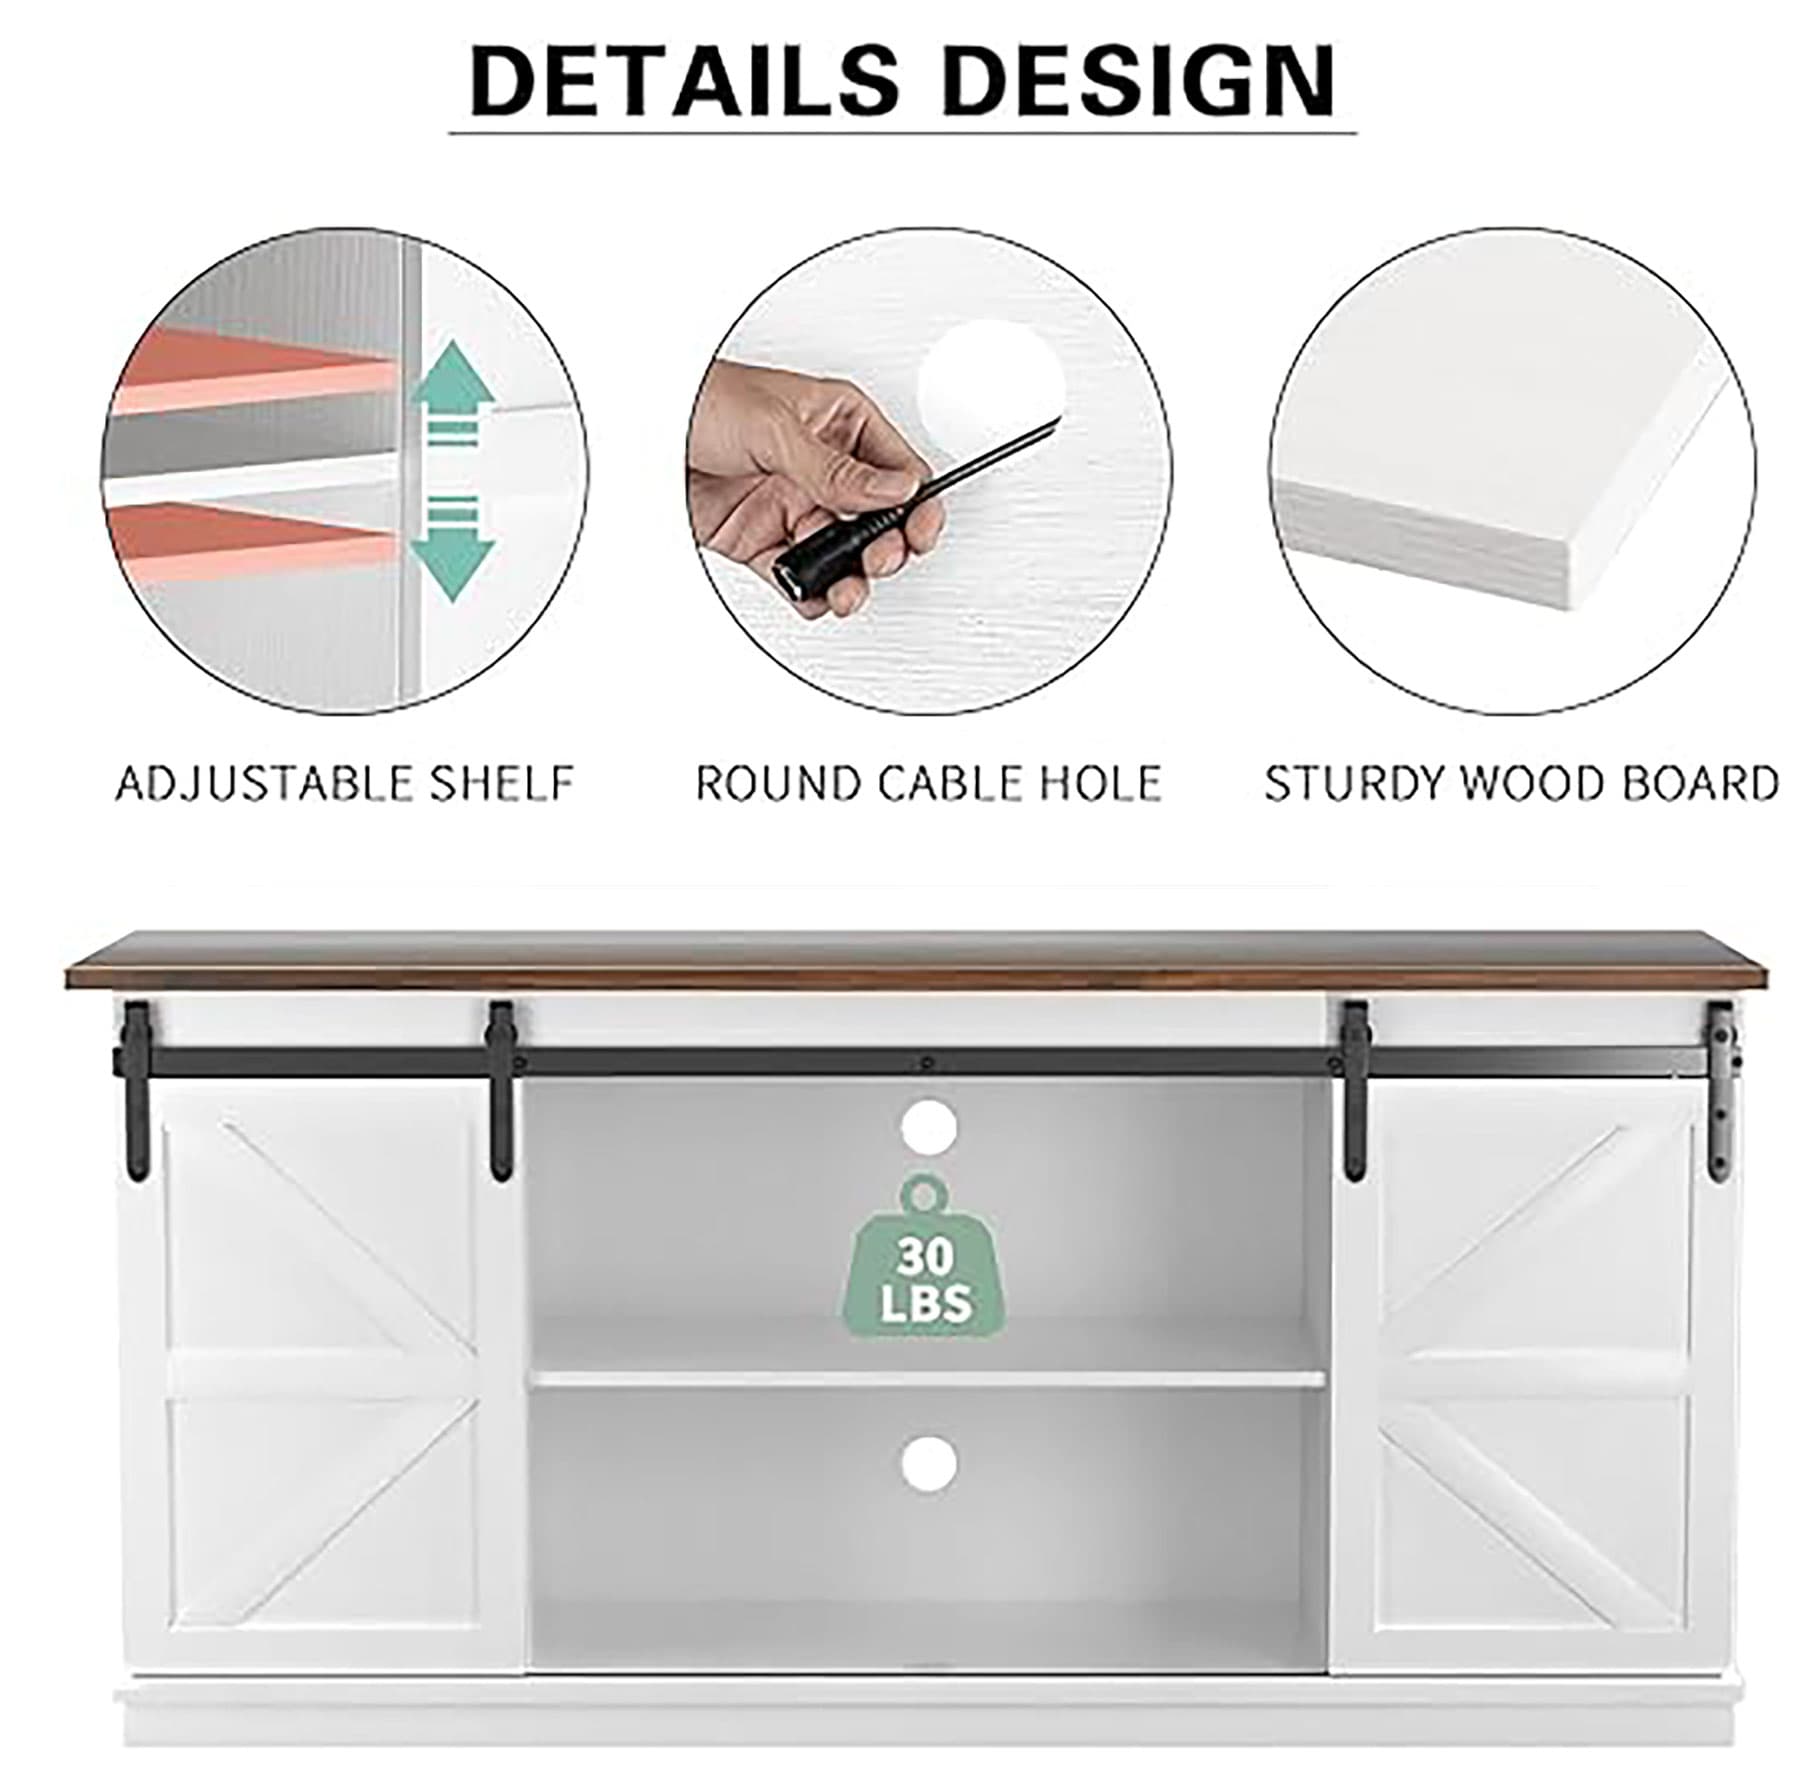 DETAILS DESIGN
ADJUSTABLE SHELF
ROUND CABLE HOLE
STURDY WOOD BOARD
30
LBS